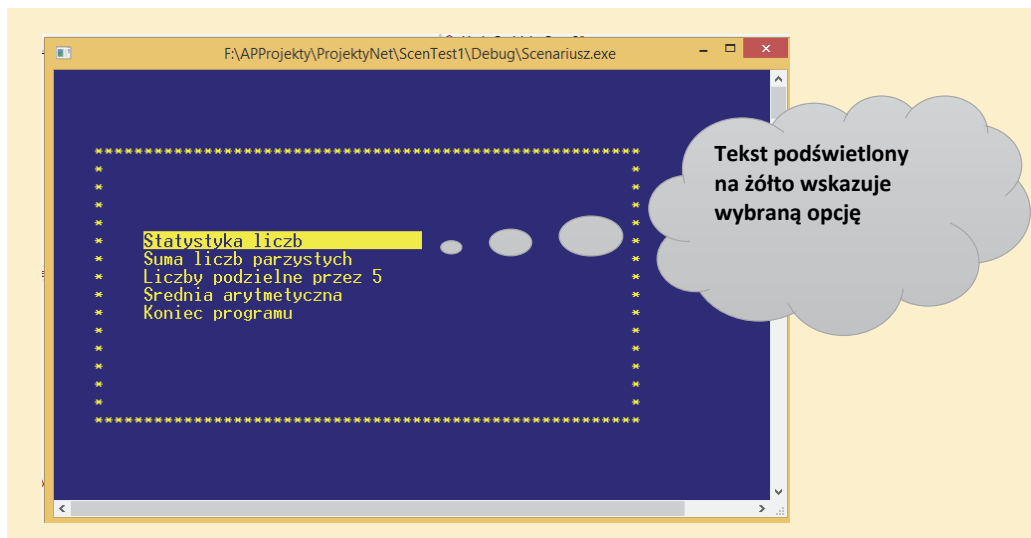 F:\APProjekty\ProjektyNet\ScenTest1\Debug\Scenariusz.exe
Tekst podświetlony
na żółto wskazuje
wybraną opcję
Statystyka liczb
Suma liczb parzystych
Liczby podzielne przez 5
Srednia arytmetyczna
Koniec programu